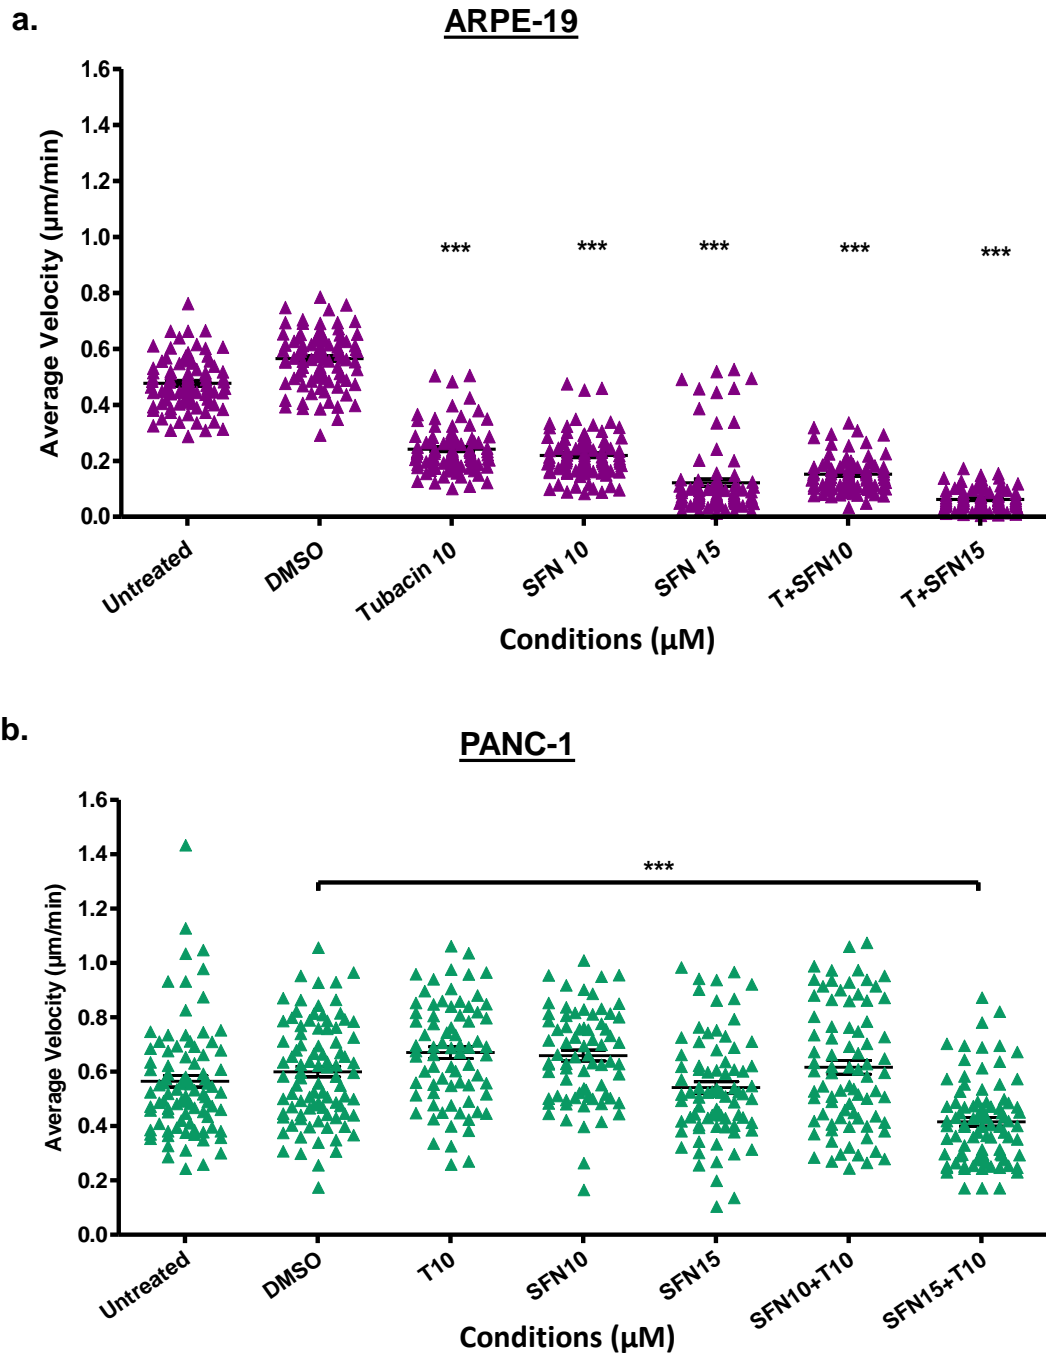 a.
ARPE-19
1.6
1.4
1.2
1.0
0.8
0.6
0.4
0.2
0.0
Average Velocity (µm/min)
*** *** *** *** ***
Untreated DMSO Tubacin 10 SFN 10 SFN 15 T+SFN10 T+SFN15
Conditions (µM)
b.
PANC-1
1.6
1.4
1.2
1.0
0.8
0.6
0.4
0.2
0.0
Average Velocity (µm/min)
***
Untreated DMSO T10 SFN10 SFN15 SFN10+T10 SFN15+T10
Conditions (µM)